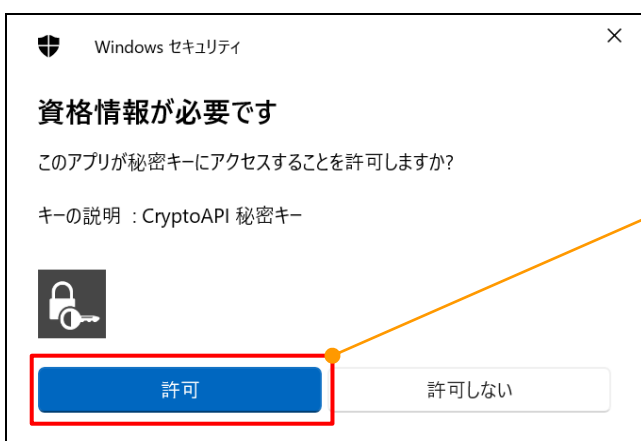 Windows セキュリティ
資格情報が必要です
このアプリが秘密キーにアクセスすることを許可しますか?
キーの説明 : CryptoAPI 秘密キー
許可
許可しない